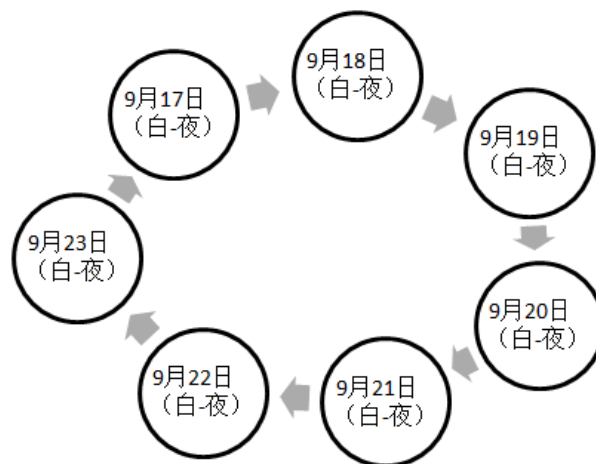 9月17日
（白-夜）
9月18日
（白-夜）
9月19日
（白-夜）
9月20日
（白-夜）
9月21日
（白-夜）
9月22日
（白-夜）
9月23日
（白-夜）